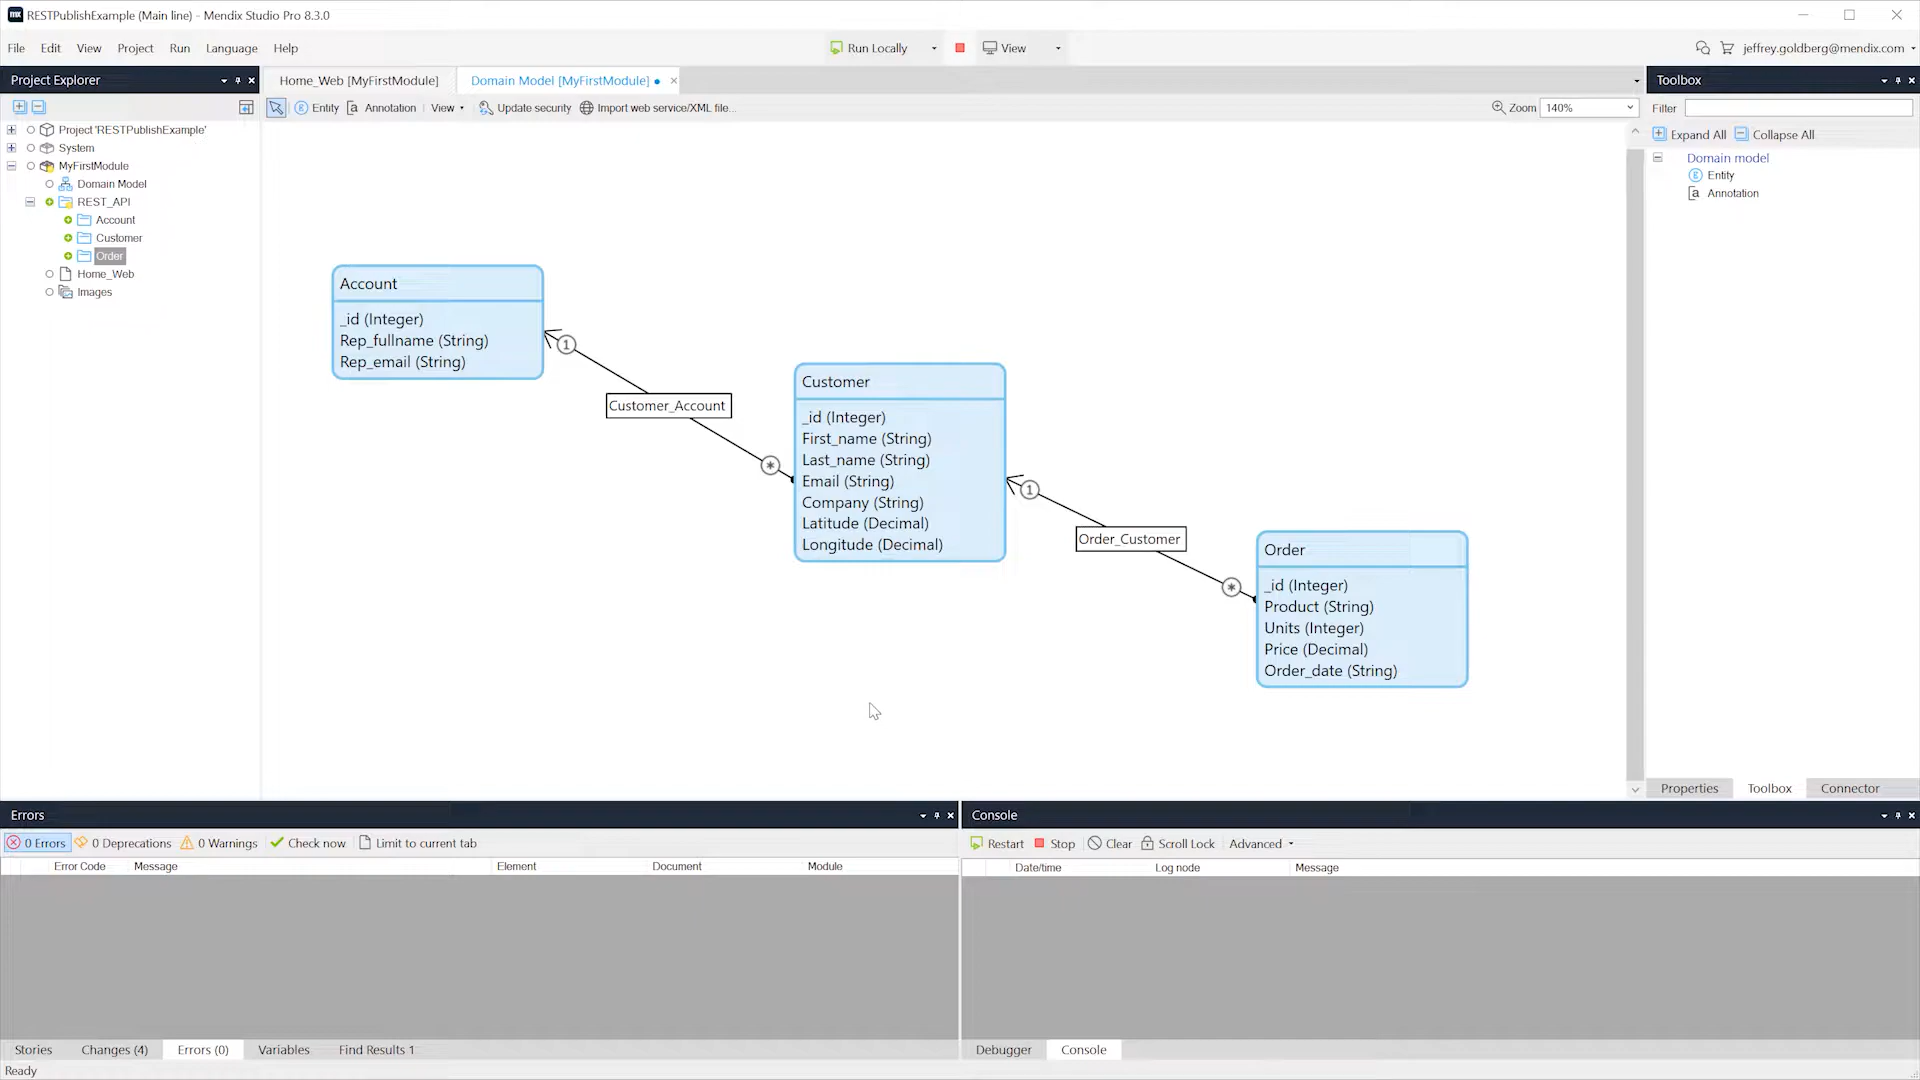 RESTPublishExample (Main line) - Mendix Studio Pro 8.3.0
File Edit View Project Run Language Help
Run Locally
View
jeffrey.goldberg@mendix.com
Project Explorer
Home_Web [MyFirstModule]
Domain Model [MyFirstModule]
Toolbox
Entity
Annotation
View
Update security
Import web service/XML file...
Zoom 140%
Filter
Expand All
Collapse All
Domain model
Entity
Annotation
Project 'RESTPublishExample'
System
MyFirstModule
Domain Model
REST_API
Account
Customer
Order
Home_Web
Images
Account
_id (Integer)
Rep_fullname (String)
Rep_email (String)
1
Customer_Account
*
Customer
_id (Integer)
First_name (String)
Last_name (String)
Email (String)
Company (String)
Latitude (Decimal)
Longitude (Decimal)
1
Order_Customer
*
Order
_id (Integer)
Product (String)
Units (Integer)
Price (Decimal)
Order_date (String)
Properties Toolbox Connector
Errors
0 Errors 0 Deprecations 0 Warnings Check now Limit to current tab
Error Code Message Element Document Module
Console
Restart Stop Clear Scroll Lock Advanced
Date/time Log node Message
Stories Changes (4) Errors (0) Variables Find Results 1
Debugger Console
Ready